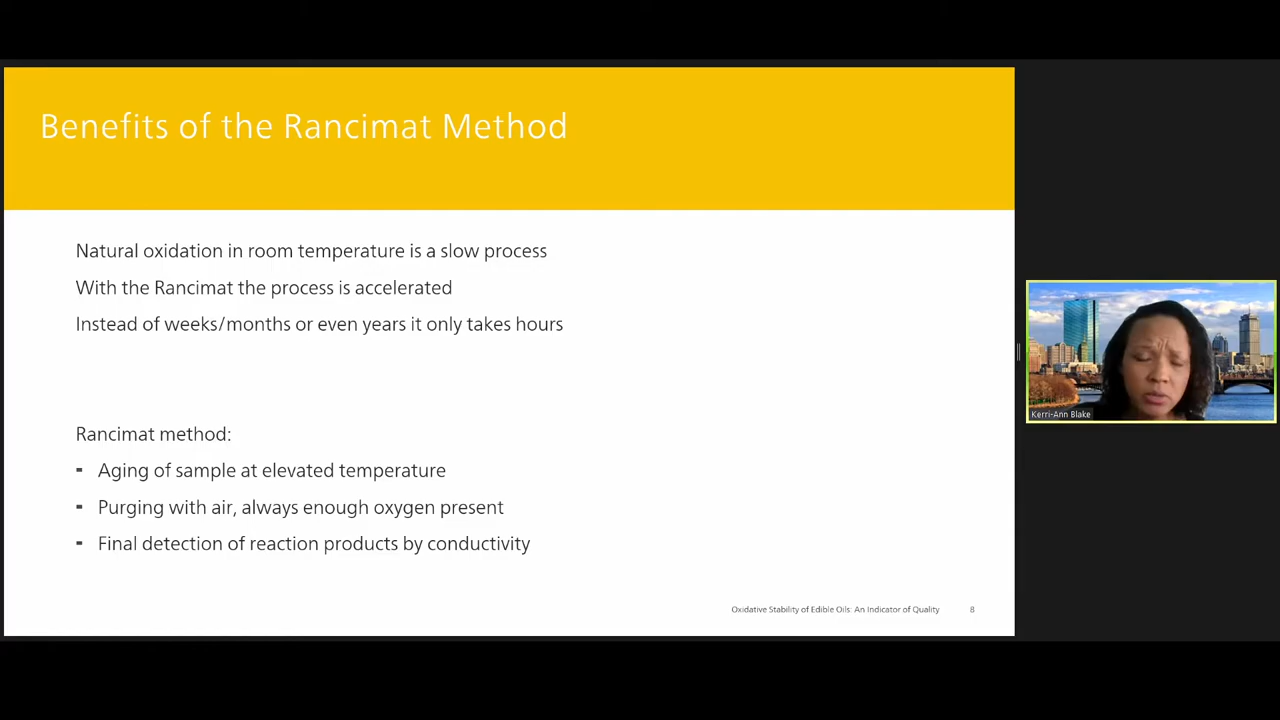 Benefits of the Rancimat Method
Natural oxidation in room temperature is a slow process
With the Rancimat the process is accelerated
Instead of weeks/months or even years it only takes hours
Rancimat method:
- Aging of sample at elevated temperature
- Purging with air, always enough oxygen present
- Final detection of reaction products by conductivity
Oxidative Stability of Edible Oils: An Indicator of Quality 8
Kerri-Ann Blake